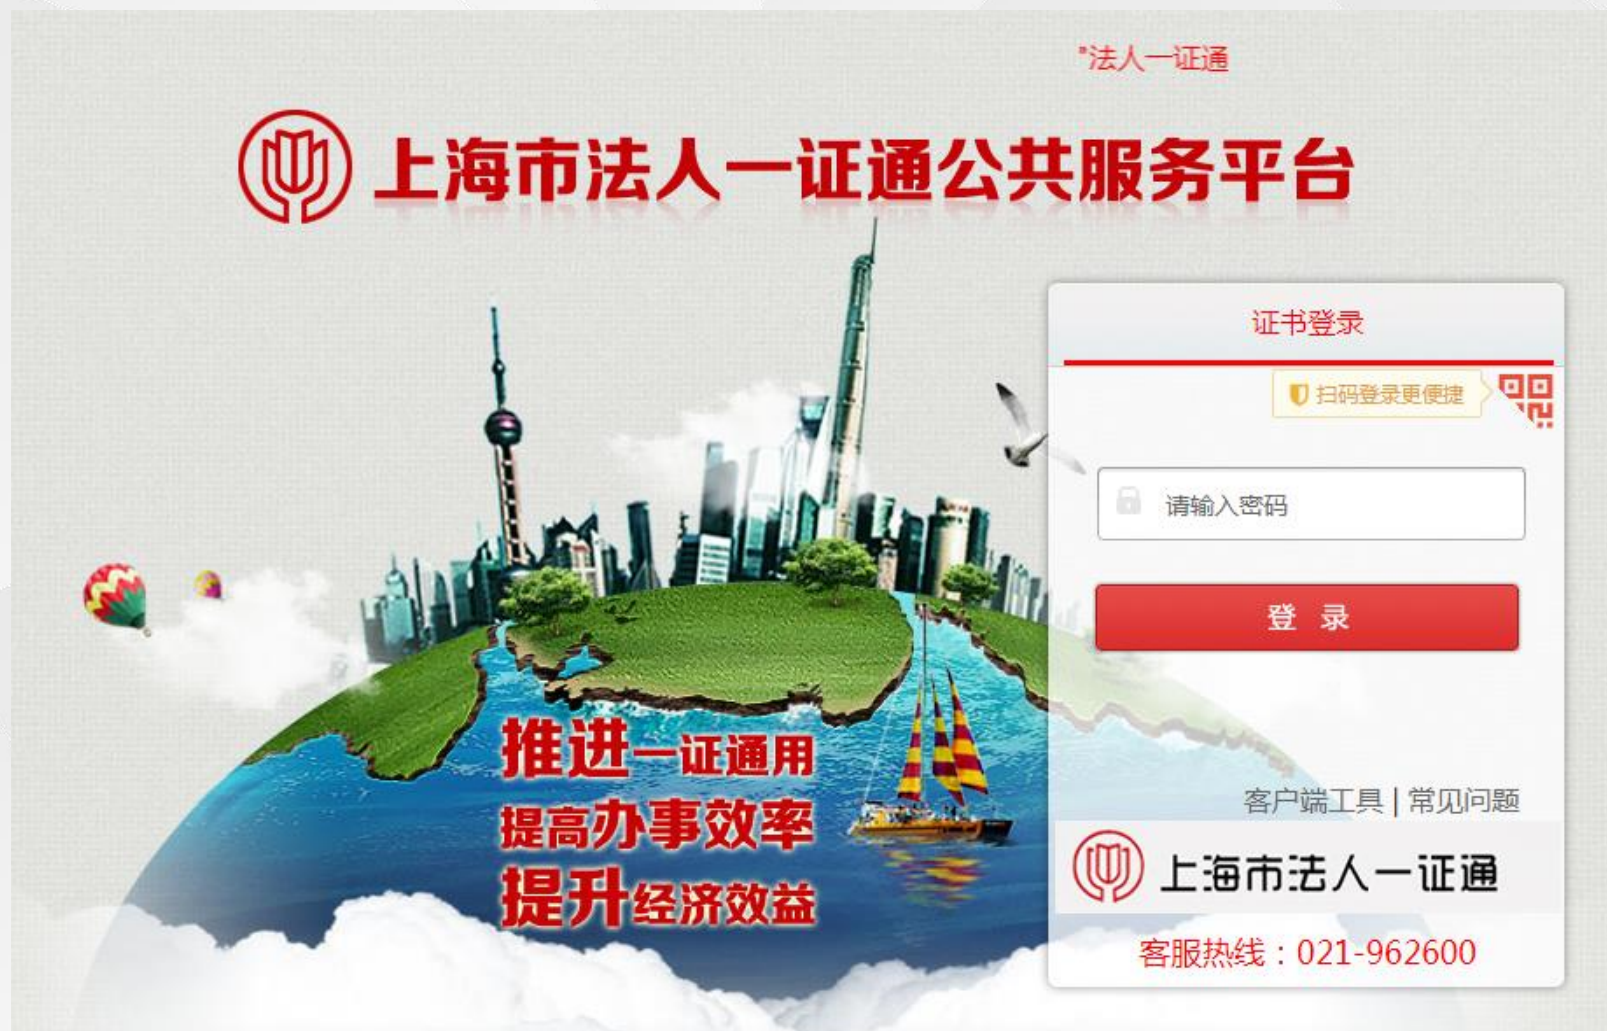 ”法人一证通
上海市法人一证通公共服务平台
证书登录
扫码登录更便捷
请输入密码
登 录
推进一证通用
提高办事效率
提升经济效益
客户端工具 | 常见问题
上海市法人一证通
客服热线：021-962600